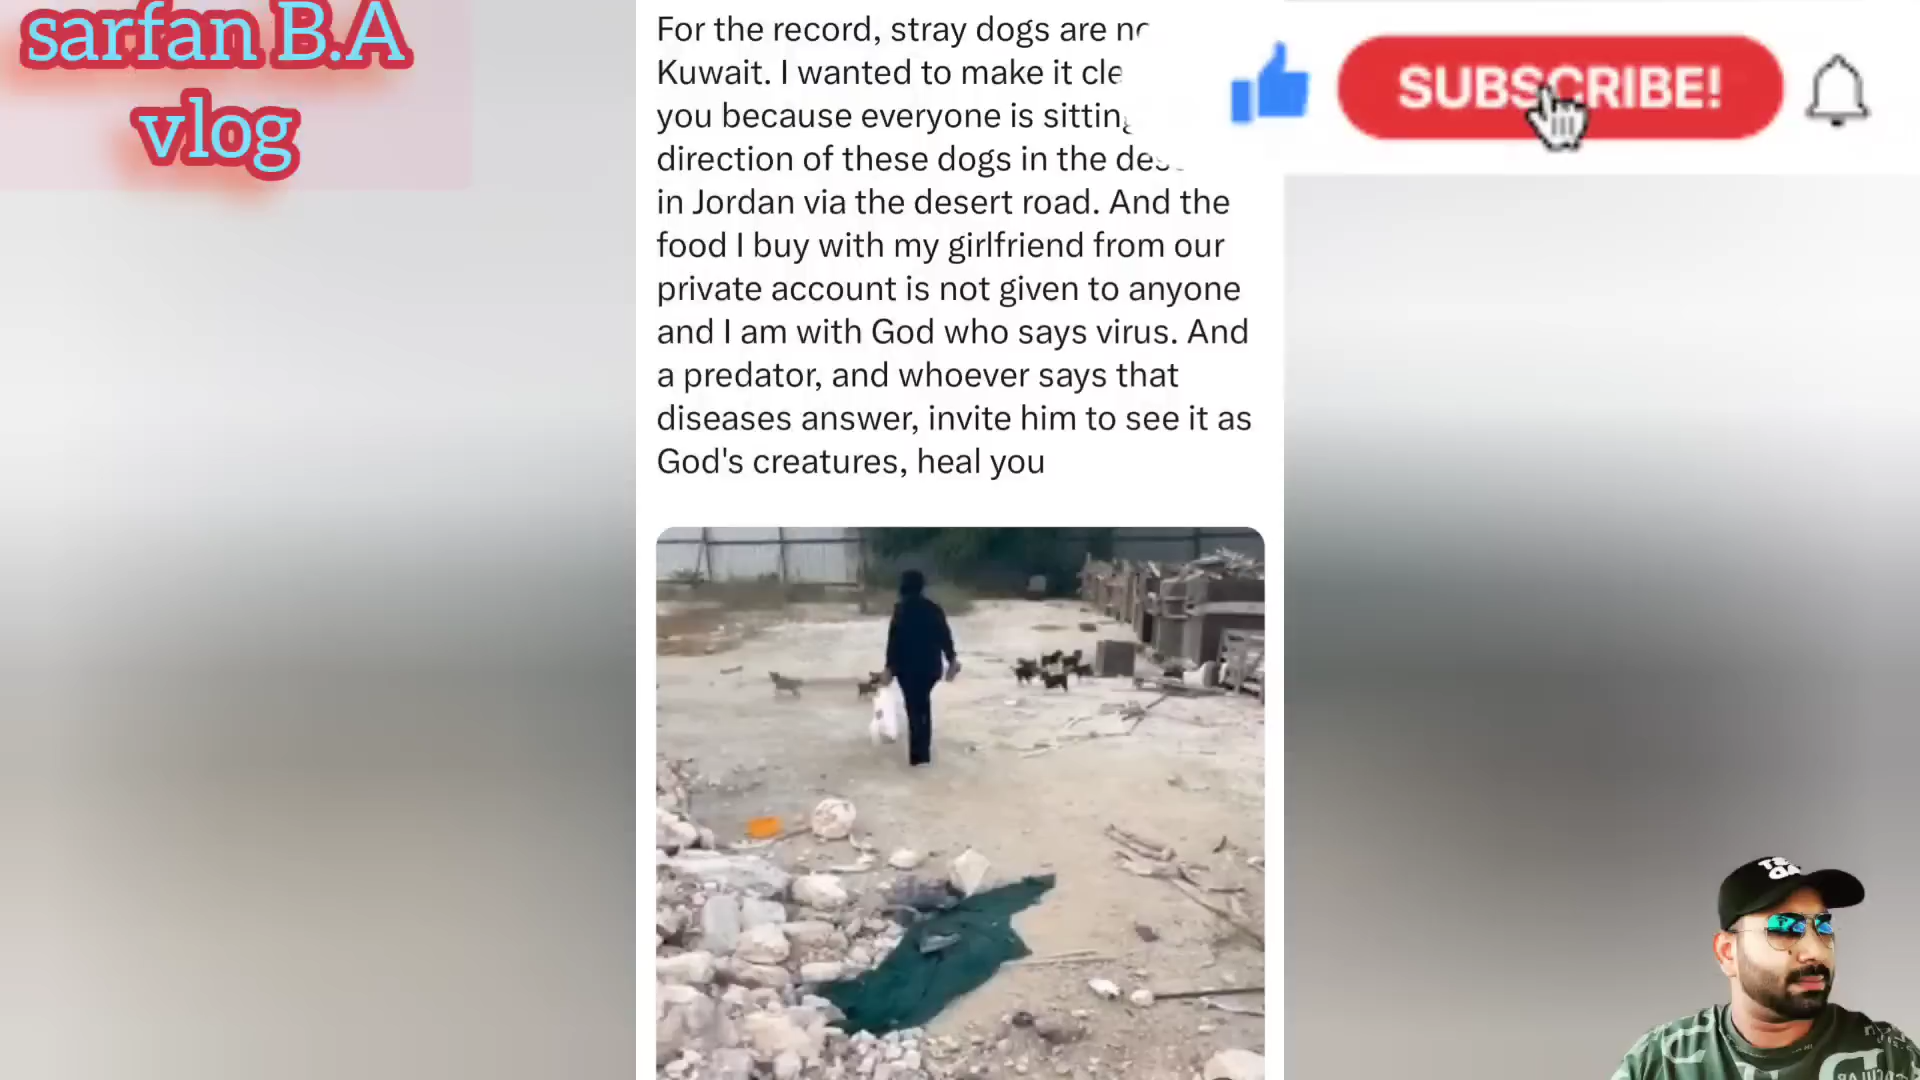 sarfan B.A
vlog
For the record, stray dogs are
Kuwait. I wanted to make it
you because everyone is
direction of these dogs in the
in Jordan via the desert road. And the
food I buy with my girlfriend from our
private account is not given to anyone
and I am with God who says virus. And
a predator, and whoever says that
diseases answer, invite him to see it as
God's creatures, heal you
SUBSCRIBE!